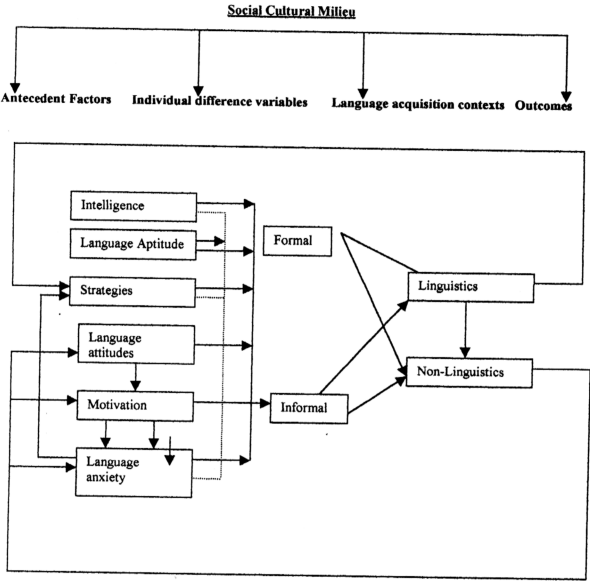 Social Cultural Milieu
Antecedent Factors Individual difference variables Language acquisition contexts Outcomes
Intelligence
Language Aptitude
Formal
Strategies
Linguistics
Language
attitudes
Non-Linguistics
Motivation
Informal
Language
anxiety